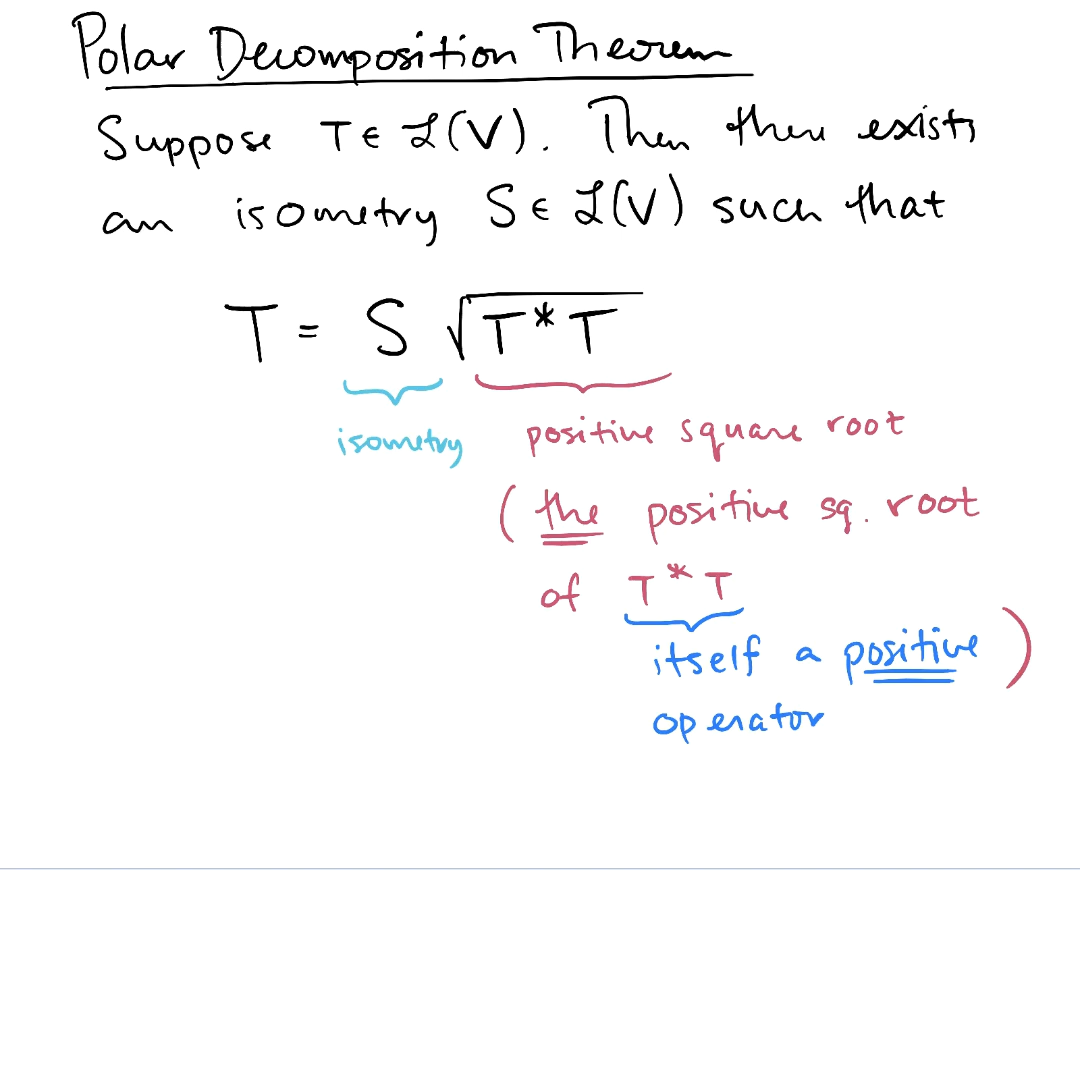 Polar Decomposition Theorem
Suppose T ∈ ℒ(V). Then there exists
an isometry S ∈ ℒ(V) such that
T = S √(T*T)
isometry positive square root
(the positive sq. root
of T*T
itself a positive)
operator